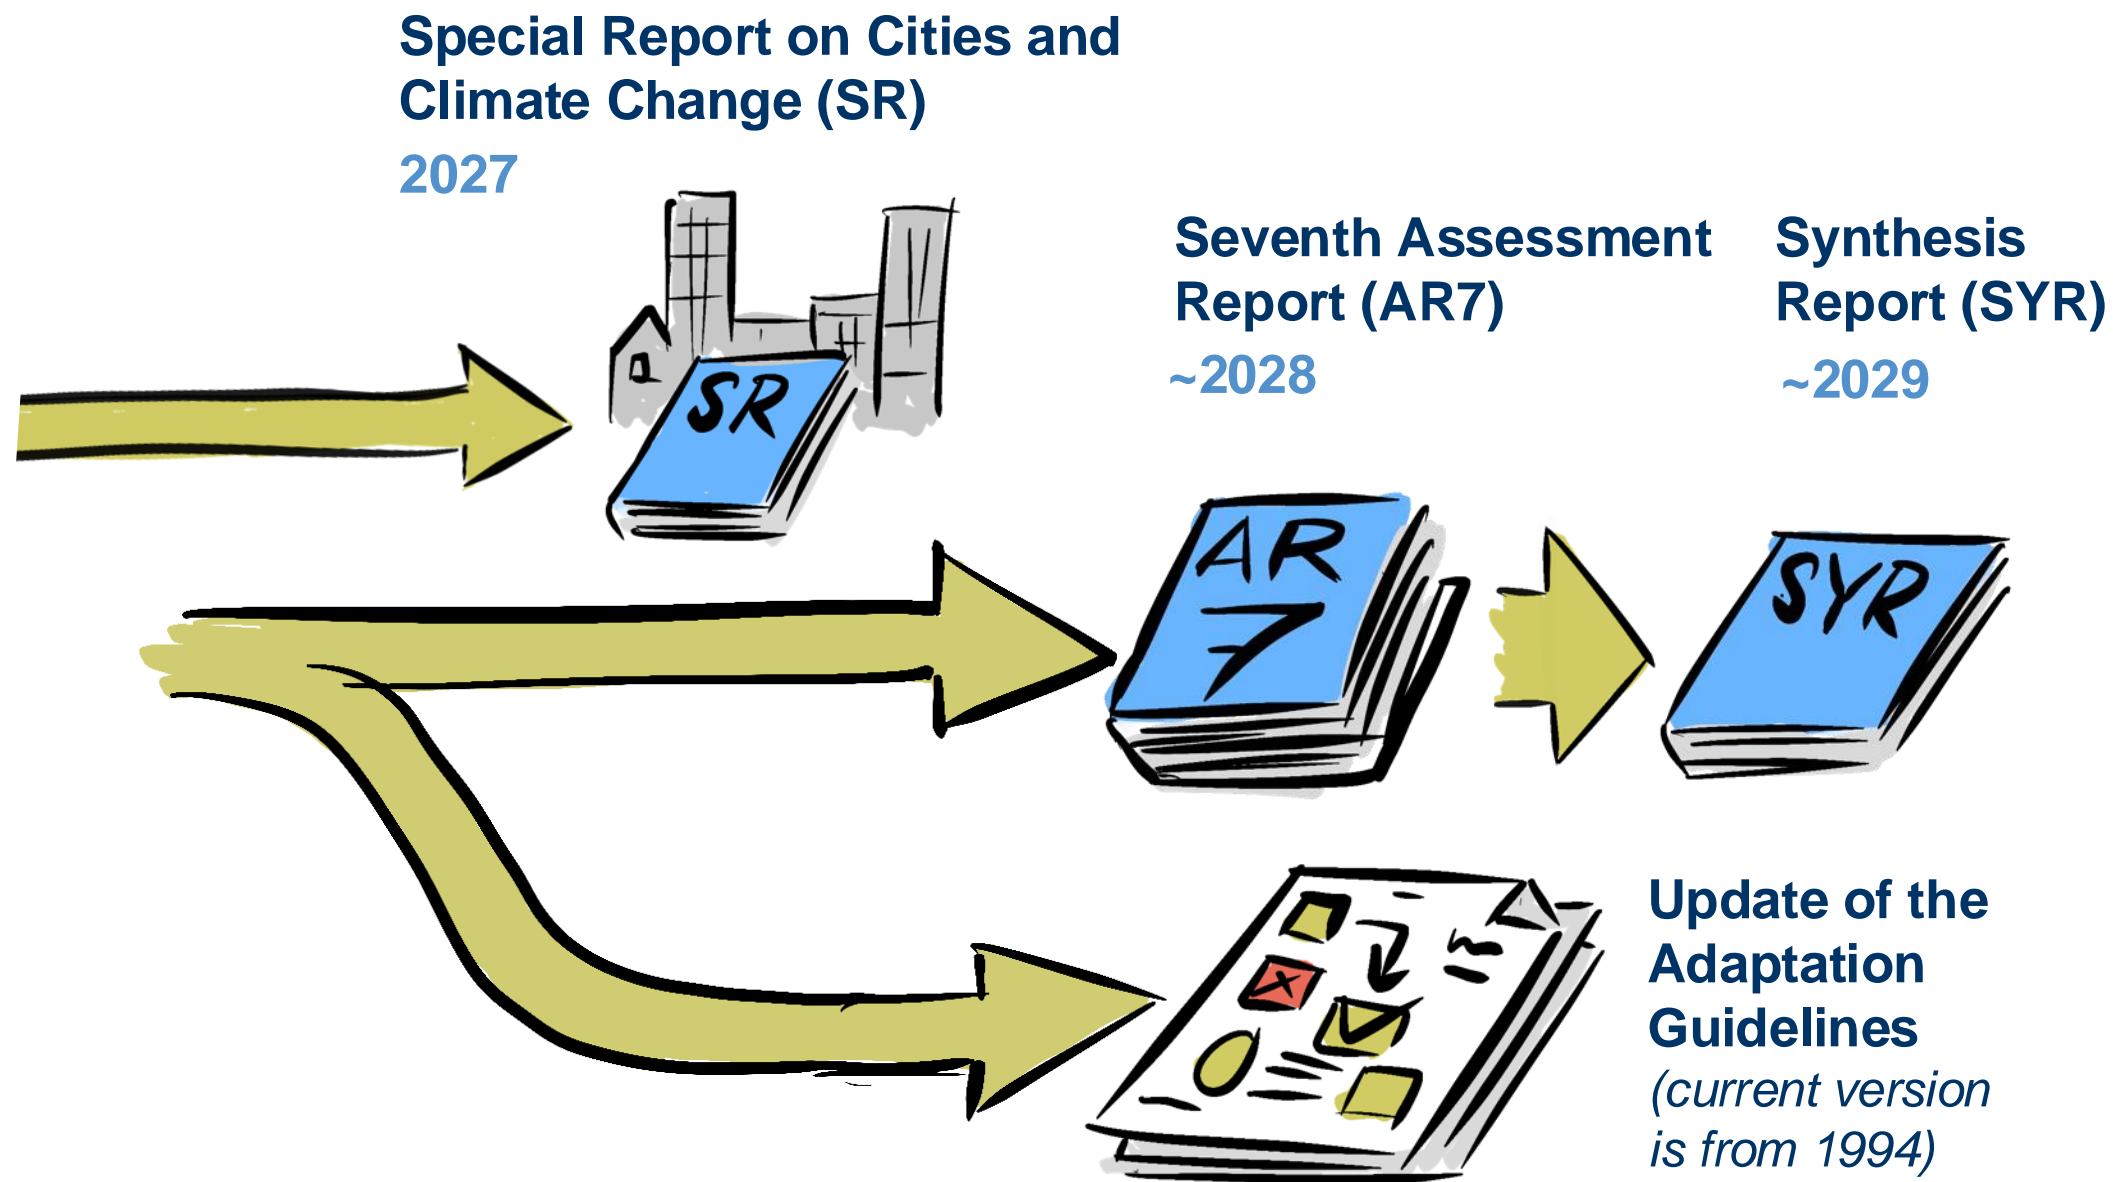 Special Report on Cities and
Climate Change (SR)
2027
SR
Seventh Assessment
Report (AR7)
~2028
AR
7
Synthesis
Report (SYR)
~2029
SYR
Update of the
Adaptation
Guidelines
(current version
is from 1994)